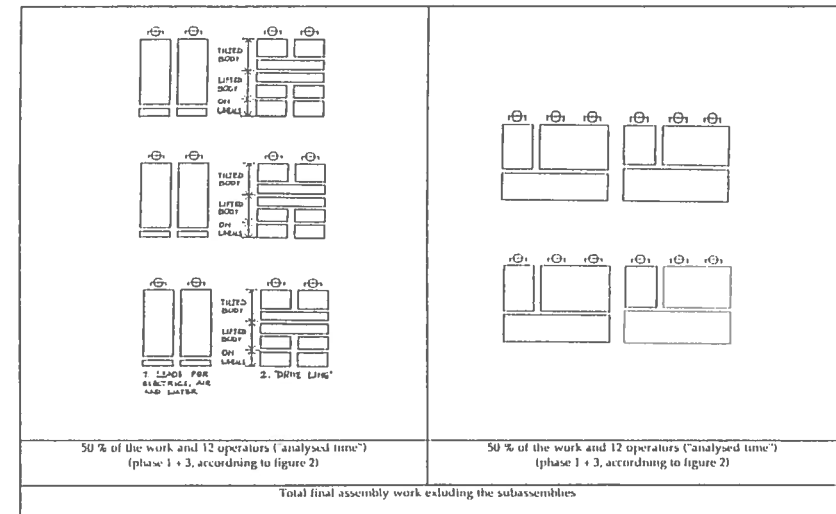 TILTED
BODY
LIFTED
BODY
ON
WHEELS
TILTED
BODY
LIFTED
BODY
ON
WHEELS
TILTED
BODY
LIFTED
BODY
ON
WHEELS
1. LEADS FOR
ELECTRICS, AIR
AND WATER
2. "DRIVE LINE"
50 % of the work and 12 operators ("analysed time")
(phase 1 + 3, accordning to figure 2)
50 % of the work and 12 operators ("analysed time")
(phase 1 + 3, accordning to figure 2)
Total final assembly work exluding the subassemblies